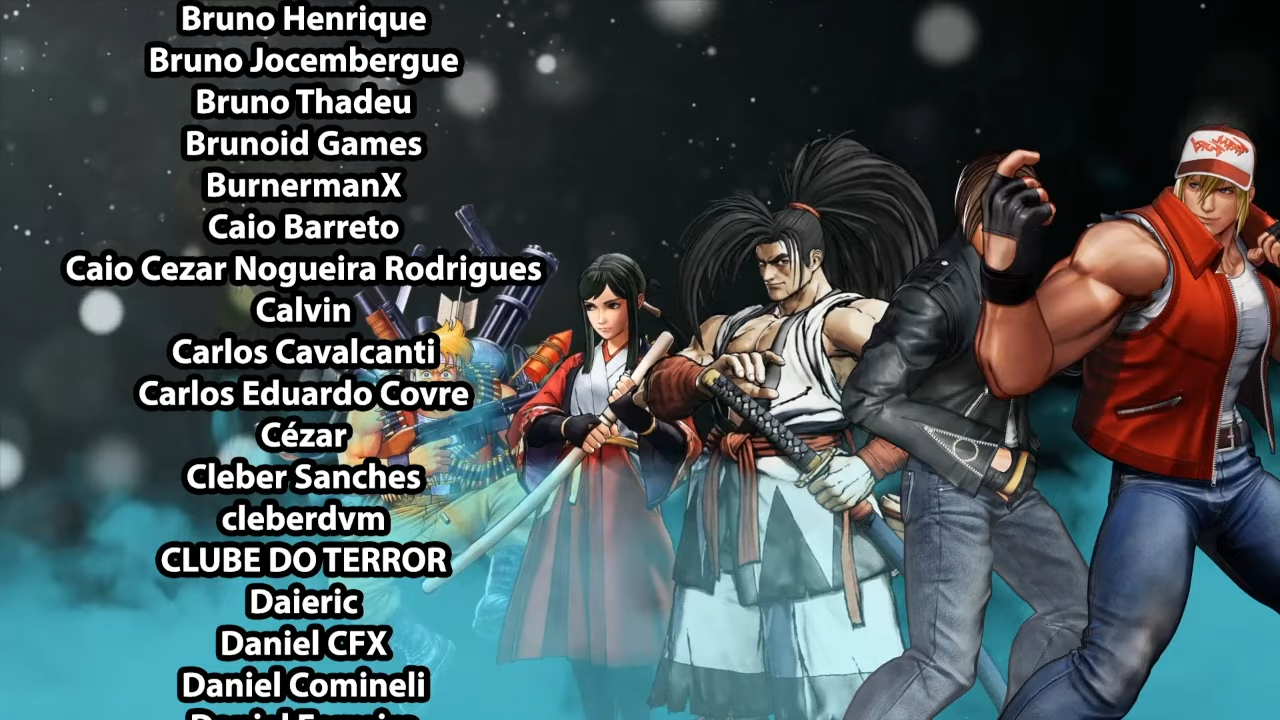 Bruno Henrique
Bruno Jocembergue
Bruno Thadeu
Brunoid Games
BurnermanX
Caio Barreto
Caio Cezar Nogueira Rodrigues
Calvin
Carlos Cavalcanti
Carlos Eduardo Covre
Cézar
Cleber Sanches
cleberdvm
CLUBE DO TERROR
Daieric
Daniel CFX
Daniel Comineli
Daniel